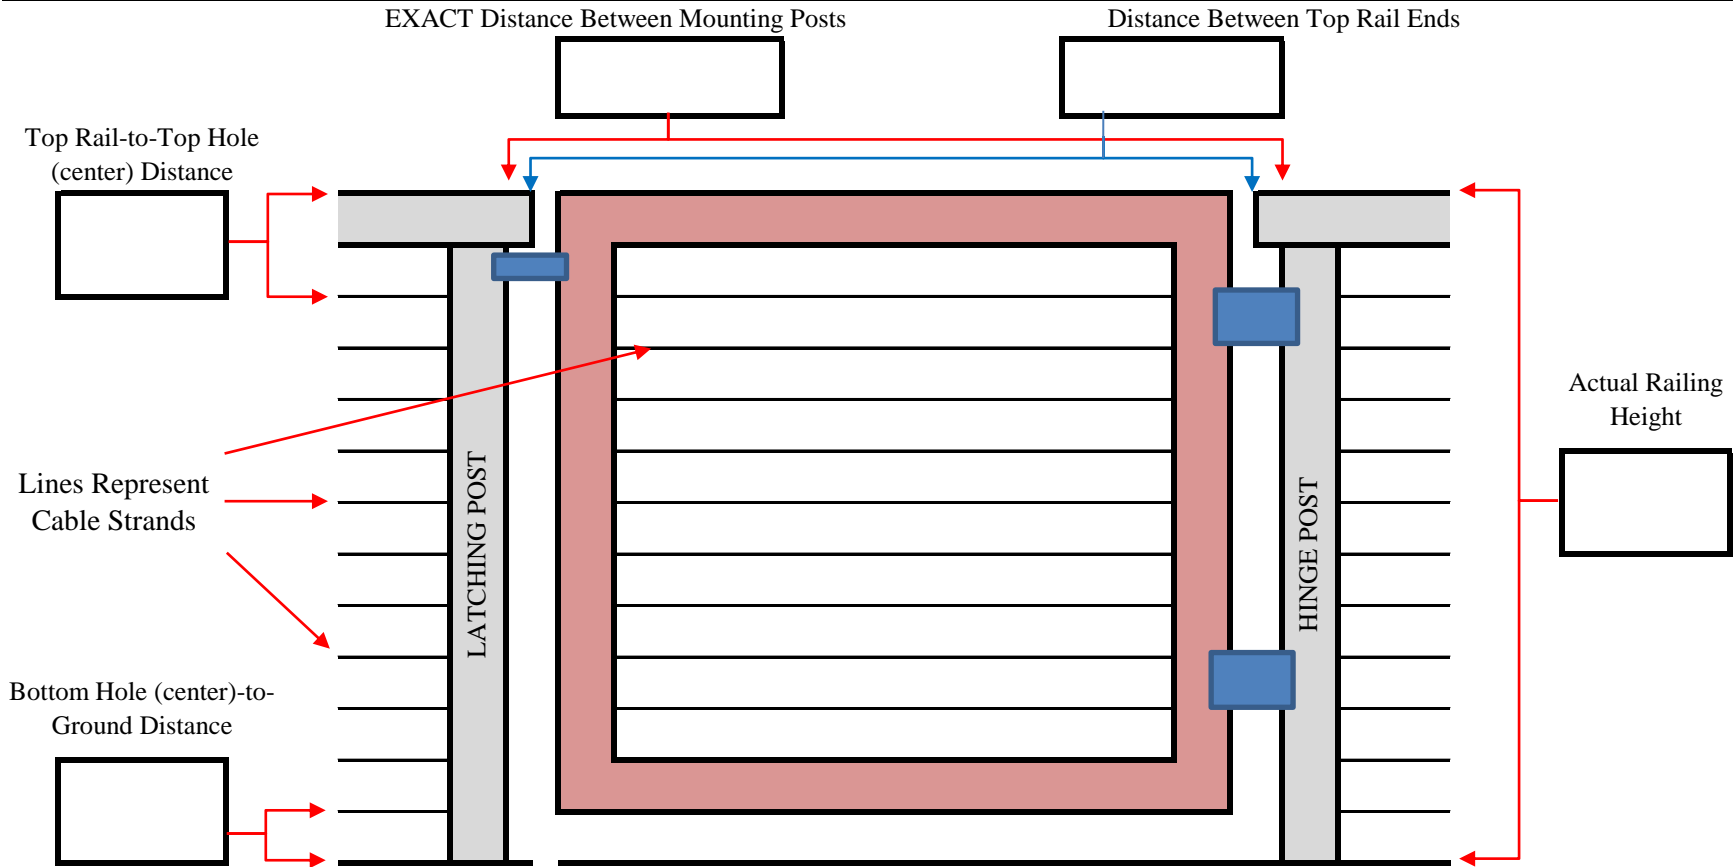 EXACT Distance Between Mounting Posts
Distance Between Top Rail Ends
Top Rail-to-Top Hole
(center) Distance
Actual Railing
Height
Lines Represent
Cable Strands
LATCHING POST
HINGE POST
Bottom Hole (center)-to-
Ground Distance